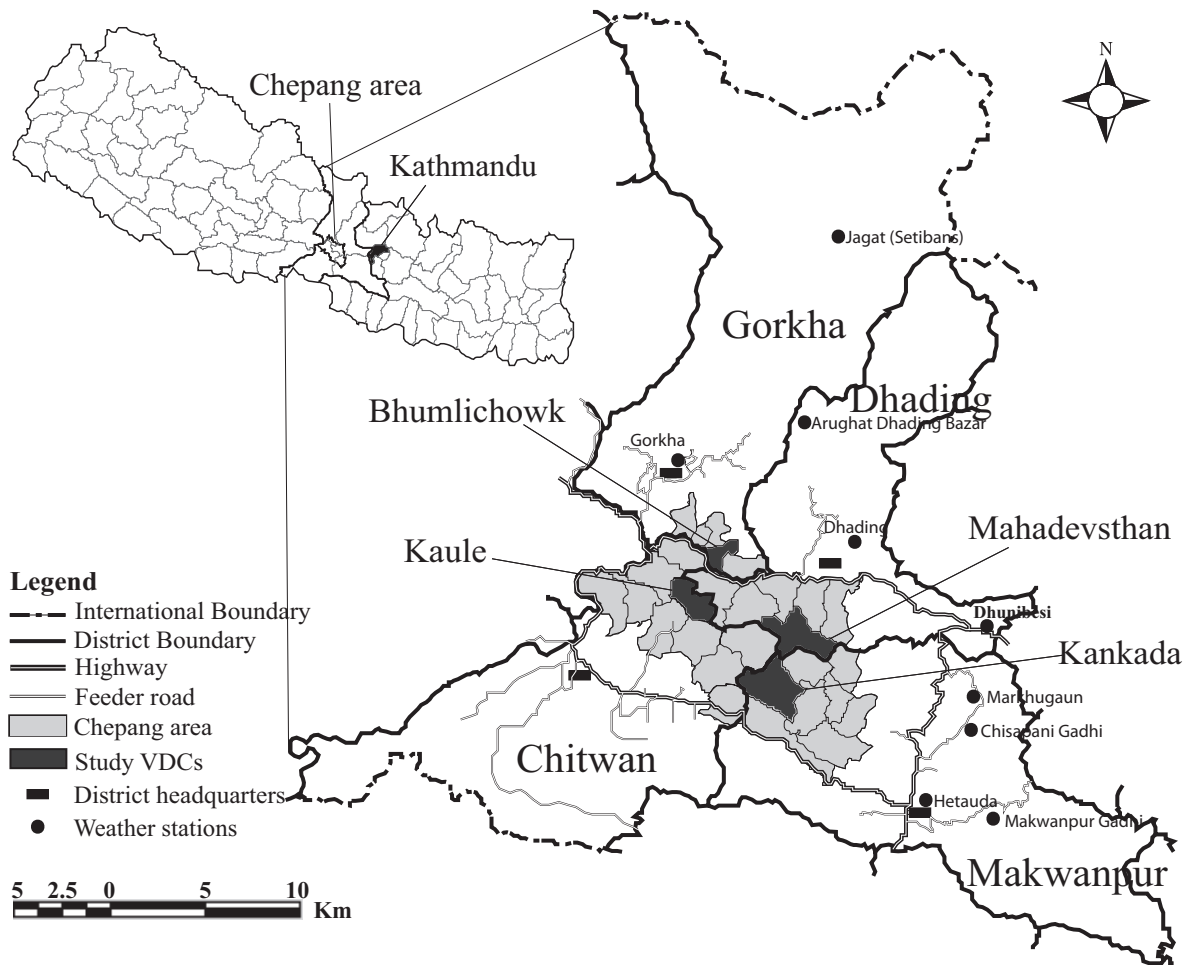 N
Chepang area
Kathmandu
Jagat (Setibans)
Gorkha
Dhading
Bhumlichowk
Arughat Dhading Bazar
Gorkha
Dhading
Mahadevsthan
Kaule
Dhunibesi
Kankada
Markhugaun
Chisapani Gadhi
Chitwan
Hetauda
Makwanpur Gadhi
Makwanpur
Legend
International Boundary
District Boundary
Highway
Feeder road
Chepang area
Study VDCs
District headquarters
Weather stations
5 2.5 0 5 10
Km